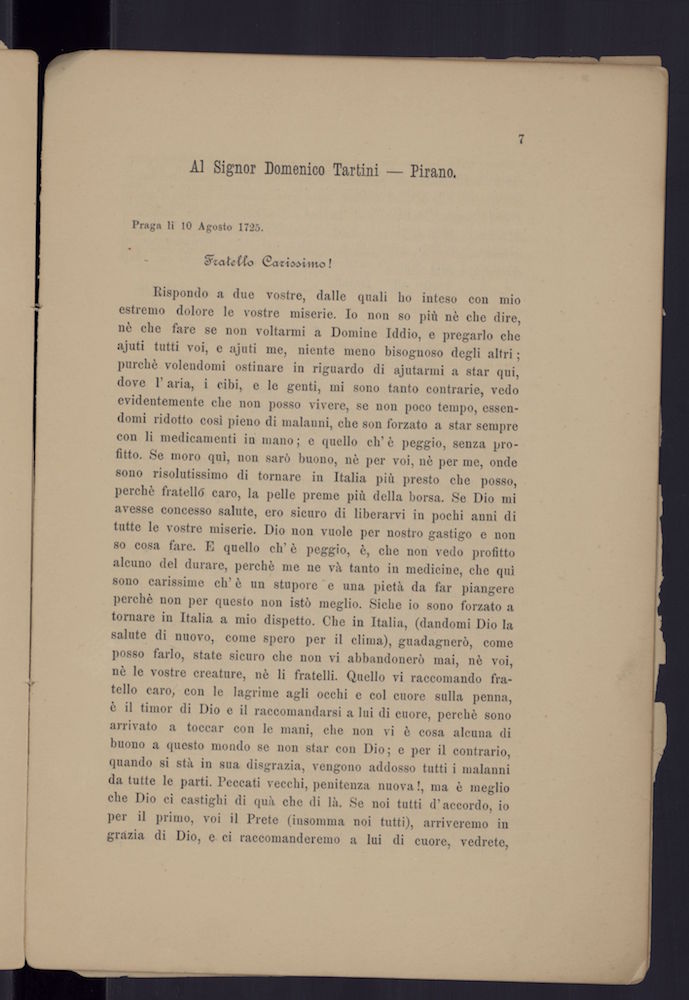 7
Al Signor Domenico Tartini — Pirano.
Praga li 10 Agosto 1725.
Fratello Carissimo!
Rispondo a due vostre, dalle quali ho inteso con mio
estremo dolore le vostre miserie. Io non so più nè che dire,
nè che fare se non voltarmi a Domine Iddio, e pregarlo che
ajuti tutti voi, e ajuti me, niente meno bisognoso degli altri;
purchè volendomi ostinare in riguardo di ajutarmi a star qui,
dove l'aria, i cibi, e le genti, mi sono tanto contrarie, vedo
evidentemente che non posso vivere, se non poco tempo, essen-
domi ridotto così pieno di malanni, che son forzato a star sempre
con li medicamenti in mano; e quello ch'è peggio, senza pro-
fitto. Se moro qui, non sarò buono, nè per voi, nè per me, onde
sono risolutissimo di tornare in Italia più presto che posso,
perchè fratello caro, la pelle preme più della borsa. Se Dio mi
avesse concesso salute, ero sicuro di liberarvi in pochi anni di
tutte le vostre miserie. Dio non vuole per nostro gastigo e non
so cosa fare. E quello ch'è peggio, è, che non vedo profitto
alcuno del durare, perchè me ne và tanto in medicine, che qui
sono carissime ch'è un stupore e una pietà da far piangere
perchè non per questo non istò meglio. Siche io sono forzato a
tornare in Italia a mio dispetto. Che in Italia, (dandomi Dio la
salute di nuovo, come spero per il clima), guadagnerò, come
posso farlo, state sicuro che non vi abbandonerò mai, nè voi,
nè le vostre creature, nè li fratelli. Quello vi raccomando fra-
tello caro, con le lagrime agli occhi e col cuore sulla penna,
è il timor di Dio e il raccomandarsi a lui di cuore, perchè sono
arrivato a toccar con le mani, che non vi è cosa alcuna di
buono a questo mondo se non star con Dio; e per il contrario,
quando si stà in sua disgrazia, vengono addosso tutti i malanni
da tutte le parti. Peccati vecchi, penitenza nuova!, ma è meglio
che Dio ci castighi di quà che di là. Se noi tutti d'accordo, io
per il primo, voi il Prete (insomma noi tutti), arriveremo in
grazia di Dio, e ci raccomanderemo a lui di cuore, vedrete,